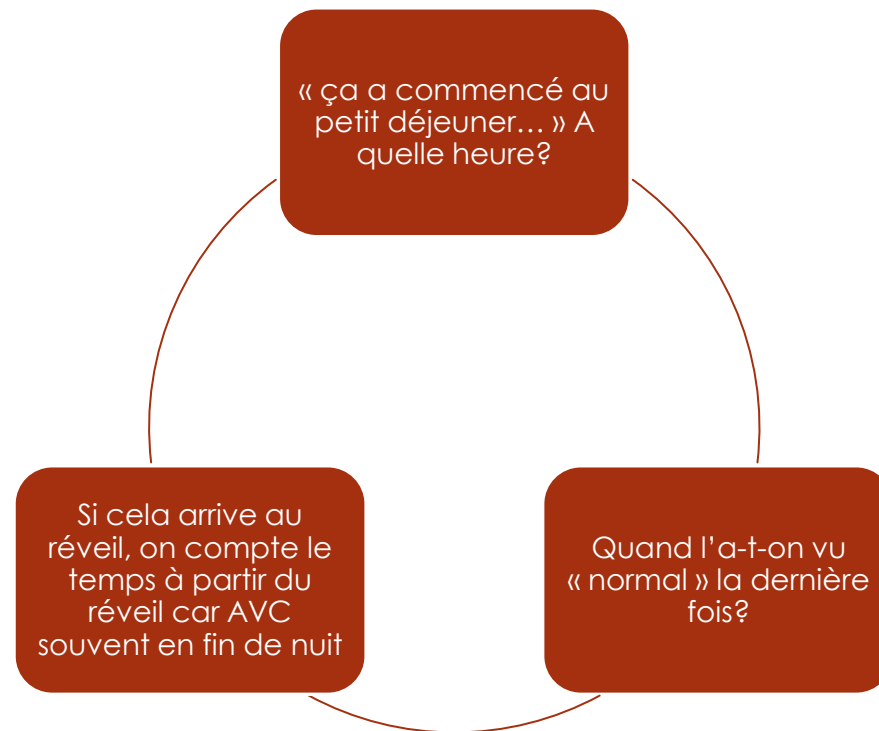 « ça a commencé au
petit déjeuner… » A
quelle heure?
Si cela arrive au
réveil, on compte le
temps à partir du
réveil car AVC
souvent en fin de nuit
Quand l’a-t-on vu
« normal » la dernière
fois?